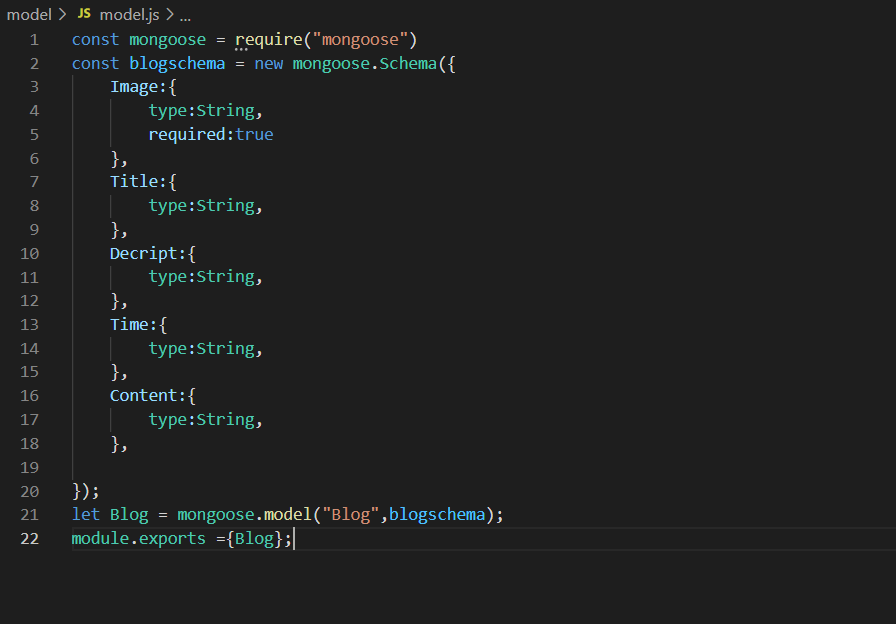 model > JS model.js > ...
1 const mongoose = require("mongoose")
2 const blogschema = new mongoose.Schema({
3     Image:{
4         type:String,
5         required:true
6     },
7     Title:{
8         type:String,
9     },
10     Decript:{
11         type:String,
12     },
13     Time:{
14         type:String,
15     },
16     Content:{
17         type:String,
18     },
19
20 });
21 let Blog = mongoose.model("Blog",blogschema);
22 module.exports ={Blog};